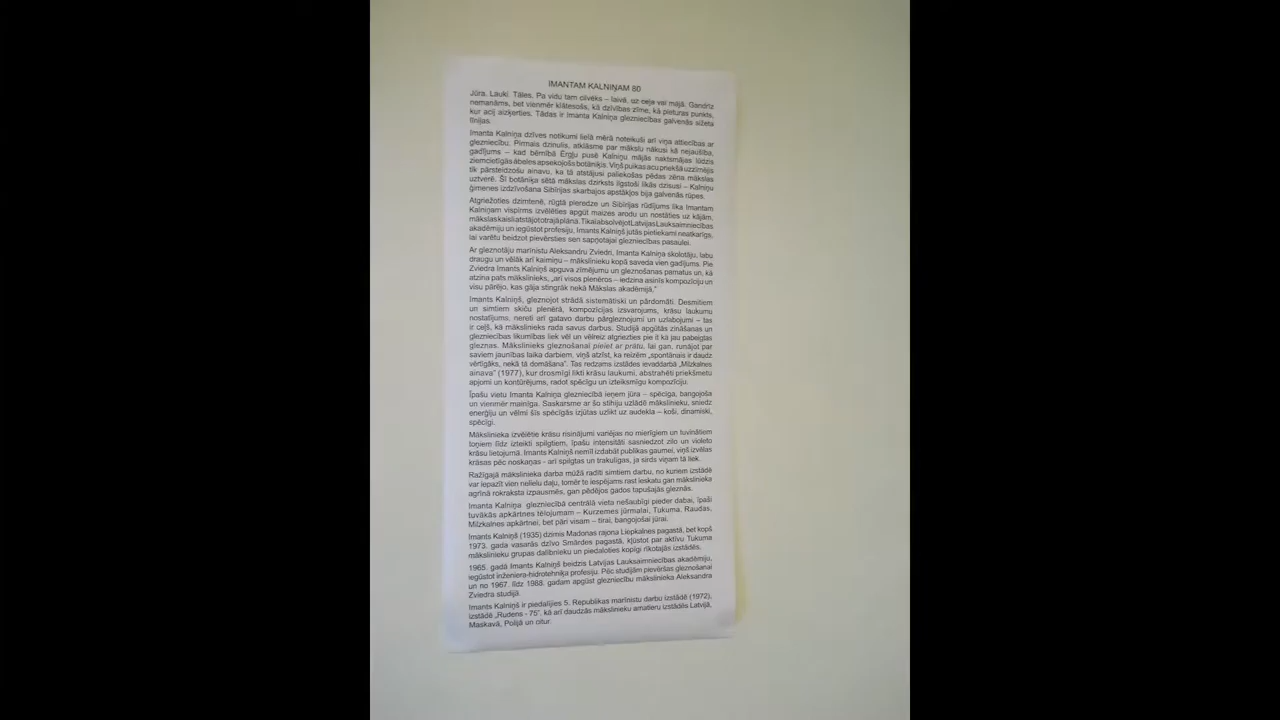 IMANTAM KALNIŅAM 80
Jūra. Lauki. Tāles. Pa vidu tam cilvēks – laivā, uz ceļa vai mājā. Gandrīz
nemanāms, bet vienmēr klātesošs, kā dzīvības zīme, kā pieturas punkts,
kur acij aizķerties. Tādas ir Imanta Kalniņa glezniecības galvenās sižeta
līnijas.
Imanta Kalniņa dzīves notikumi lielā mērā noteikuši arī viņa attiecības ar
glezniecību. Pirmais dzinulis, atklāsme par mākslu nākusi kā nejaušība,
gadījums – kad bērnībā Ērgļu pusē Kalniņu mājās naktsmājas lūdzis
ziemcietīgās ābeles apsekojošs botāniķis. Viņš puikas acu priekšā uzzīmējis
tik pārsteidzošu ainavu, ka tā atstājusi paliekošas pēdas zēna mākslas
uztverē. Šī botāniķa sētā mākslas dzirksts ilgstoši likās dzisusi – Kalniņu
ģimenes izdzīvošana Sibīrijas skarbajos apstākļos bija galvenās rūpes.
Atgriežoties dzimtenē, rūgtā pieredze un Sibīrijas rūdījums lika Imantam
Kalniņam vispirms izvēlēties apgūt maizes arodu un nostāties uz kājām,
mākslas kaisli atstājot otrajā plānā. Tikai absolvējot Latvijas Lauksaimniecības
akadēmiju un iegūstot profesiju, Imants Kalniņš jutās pietiekami neatkarīgs,
lai varētu beidzot pievērsties sen sapņotajai glezniecības pasaulei.
Ar gleznotāju marīnistu Aleksandru Zviedri, Imanta Kalniņa skolotāju, labu
draugu un vēlāk arī kaimiņu – mākslinieku kopā saveda vien gadījums. Pie
Zviedra Imants Kalniņš apguva zīmējumu un gleznošanas pamatus un, kā
atzina pats mākslinieks, „arī visos plenēros – iedzina asinīs kompozīciju un
visu pārējo, kas gāja stingrāk nekā Mākslas akadēmijā.”
Imants Kalniņš, gleznojot strādā sistemātiski un pārdomāti. Desmitiem
un simtiem skiču plenērā, kompozīcijas izsvarojums, krāsu laukumu
nostatījums, nereti arī gatavo darbu pārgleznojumi un uzlabojumi – tas
ir ceļš, kā mākslinieks rada savus darbus. Studijā apgūtās zināšanas un
glezniecības likumības liek vēl un vēlreiz atgriezties pie it kā jau pabeigtas
gleznas. Mākslinieks gleznošanai pieiet ar prātu, lai gan, runājot par
saviem jaunības laika darbiem, viņš atzīst, ka reizēm „spontānais ir daudz
vērtīgāks, nekā tā domāšana”. Tas redzams izstādes ievaddarbā „Milzkalnes
ainava” (1977), kur drosmīgi likti krāsu laukumi, abstrahēti priekšmetu
apjomi un kontūrējums, radot spēcīgu un izteiksmīgu kompozīciju.
Īpašu vietu Imanta Kalniņa glezniecībā ieņem jūra – spēcīga, bangojoša
un vienmēr mainīga. Saskarsme ar šo stihiju uzlādē mākslinieku, sniedz
enerģiju un vēlmi šīs spēcīgās izjūtas uzlikt uz audekla – koši, dinamiski,
spēcīgi.
Mākslinieka izvēlētie krāsu risinājumi variējas no mierīgiem un tuvinātiem
toņiem līdz izteikti spilgtiem, īpašu intensitāti sasniedzot zilo un violeto
krāsu lietojumā. Imants Kalniņš nemīl izdabāt publikas gaumei, viņš izvēlas
krāsas pēc noskaņas - arī spilgtas un trakulīgas, ja sirds viņam tā liek.
Ražīgajā mākslinieka darba mūžā radīti simtiem darbu, no kuriem izstādē
var iepazīt vien nelielu daļu, tomēr te iespējams rast ieskatu gan mākslinieka
agrīnā rokraksta izpausmēs, gan pēdējos gados tapušajās gleznās.
Imanta Kalniņa glezniecībā centrālā vieta nešaubīgi pieder dabai, īpaši
tuvākās apkārtnes tēlojumam – Kurzemes jūrmalai, Tukuma, Raudas,
Milzkalnes apkārtnei, bet pāri visam – tīrai, bangojošai jūrai.
Imants Kalniņš (1935) dzimis Madonas rajona Liepkalnes pagastā, bet kopš
1973. gada vasarās dzīvo Smārdes pagastā, kļūstot par aktīvu Tukuma
mākslinieku grupas dalībnieku un piedaloties kopīgi rīkotajās izstādēs.
1965. gadā Imants Kalniņš beidzis Latvijas Lauksaimniecības akadēmiju,
iegūstot inženiera-hidrotehniķa profesiju. Pēc studijām pievēršas gleznošanai
un no 1967. līdz 1988. gadam apgūst glezniecību mākslinieka Aleksandra
Zviedra studijā.
Imants Kalniņš ir piedalījies 5. Republikas marīnistu darbu izstādē (1972),
izstādē „Rudens - 75”, kā arī daudzās mākslinieku amatieru izstādēs Latvijā,
Maskavā, Polijā un citur.